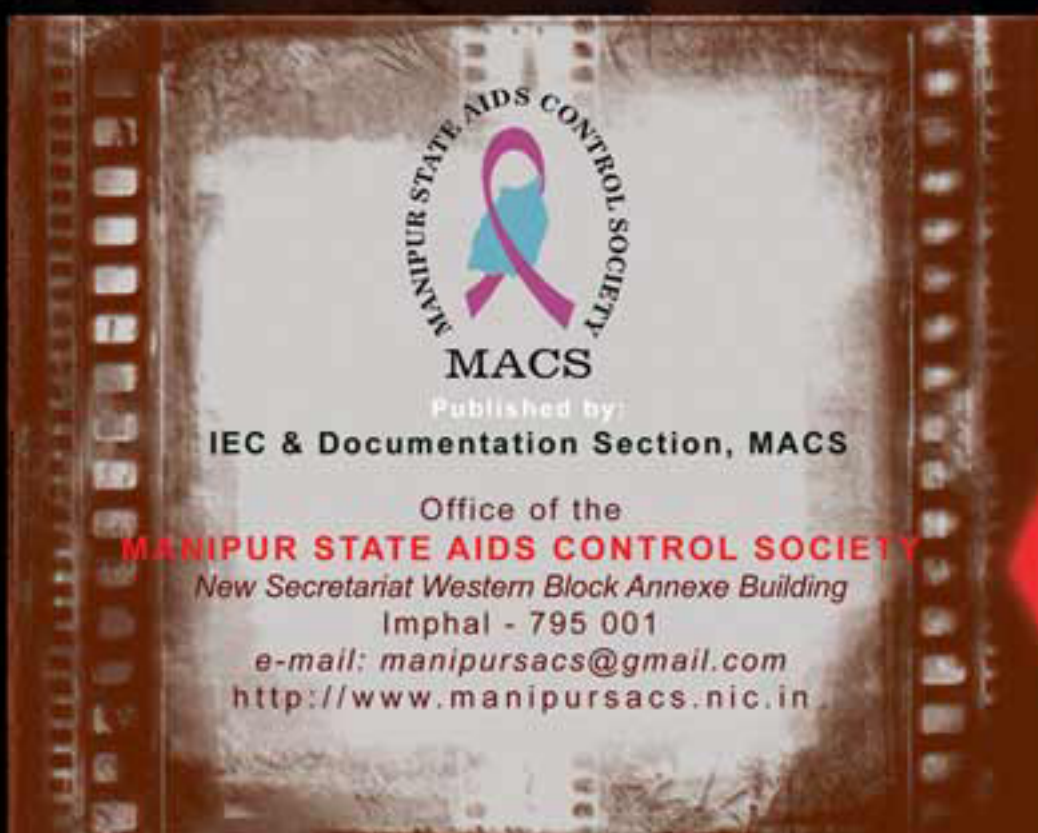 MANIPUR STATE AIDS CONTROL SOCIETY
MACS
Published by:
IEC & Documentation Section, MACS
Office of the
MANIPUR STATE AIDS CONTROL SOCIETY
New Secretariat Western Block Annexe Building
Imphal - 795 001
e-mail: manipursacs@gmail.com
http://www.manipursacs.nic.in